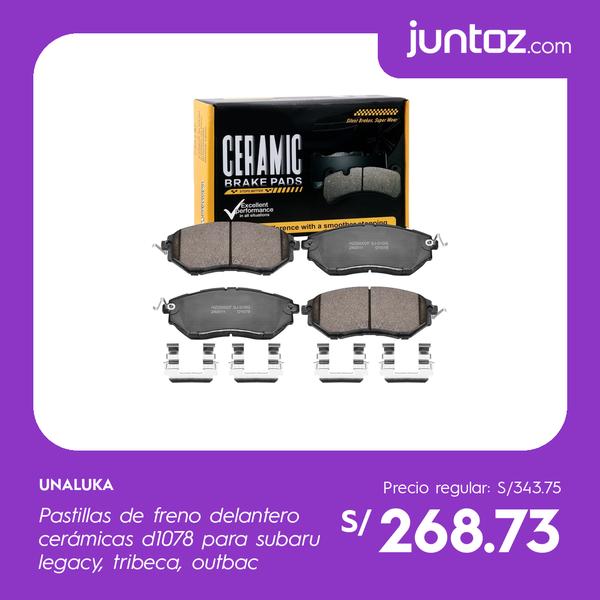 juntoz.com
Silent Brakes, Super Wear
CERAMIC
BRAKE PADS
Excellent
performance
in all situations
ference with a smoother stopping
UNALUKA
Pastillas de freno delantero
cerámicas d1078 para subaru
legacy, tribeca, outbac
Precio regular: S/343.75
S/268.73